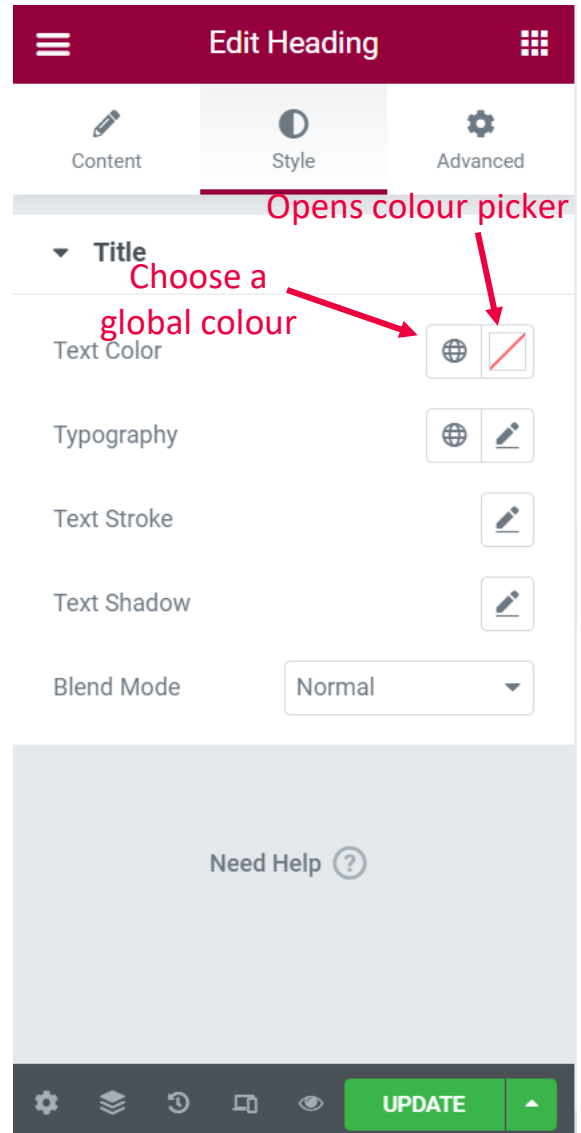 Edit Heading
Content Style Advanced
Opens colour picker
Title
Choose a
global colour
Text Color
Typography
Text Stroke
Text Shadow
Blend Mode Normal
Need Help ?
UPDATE